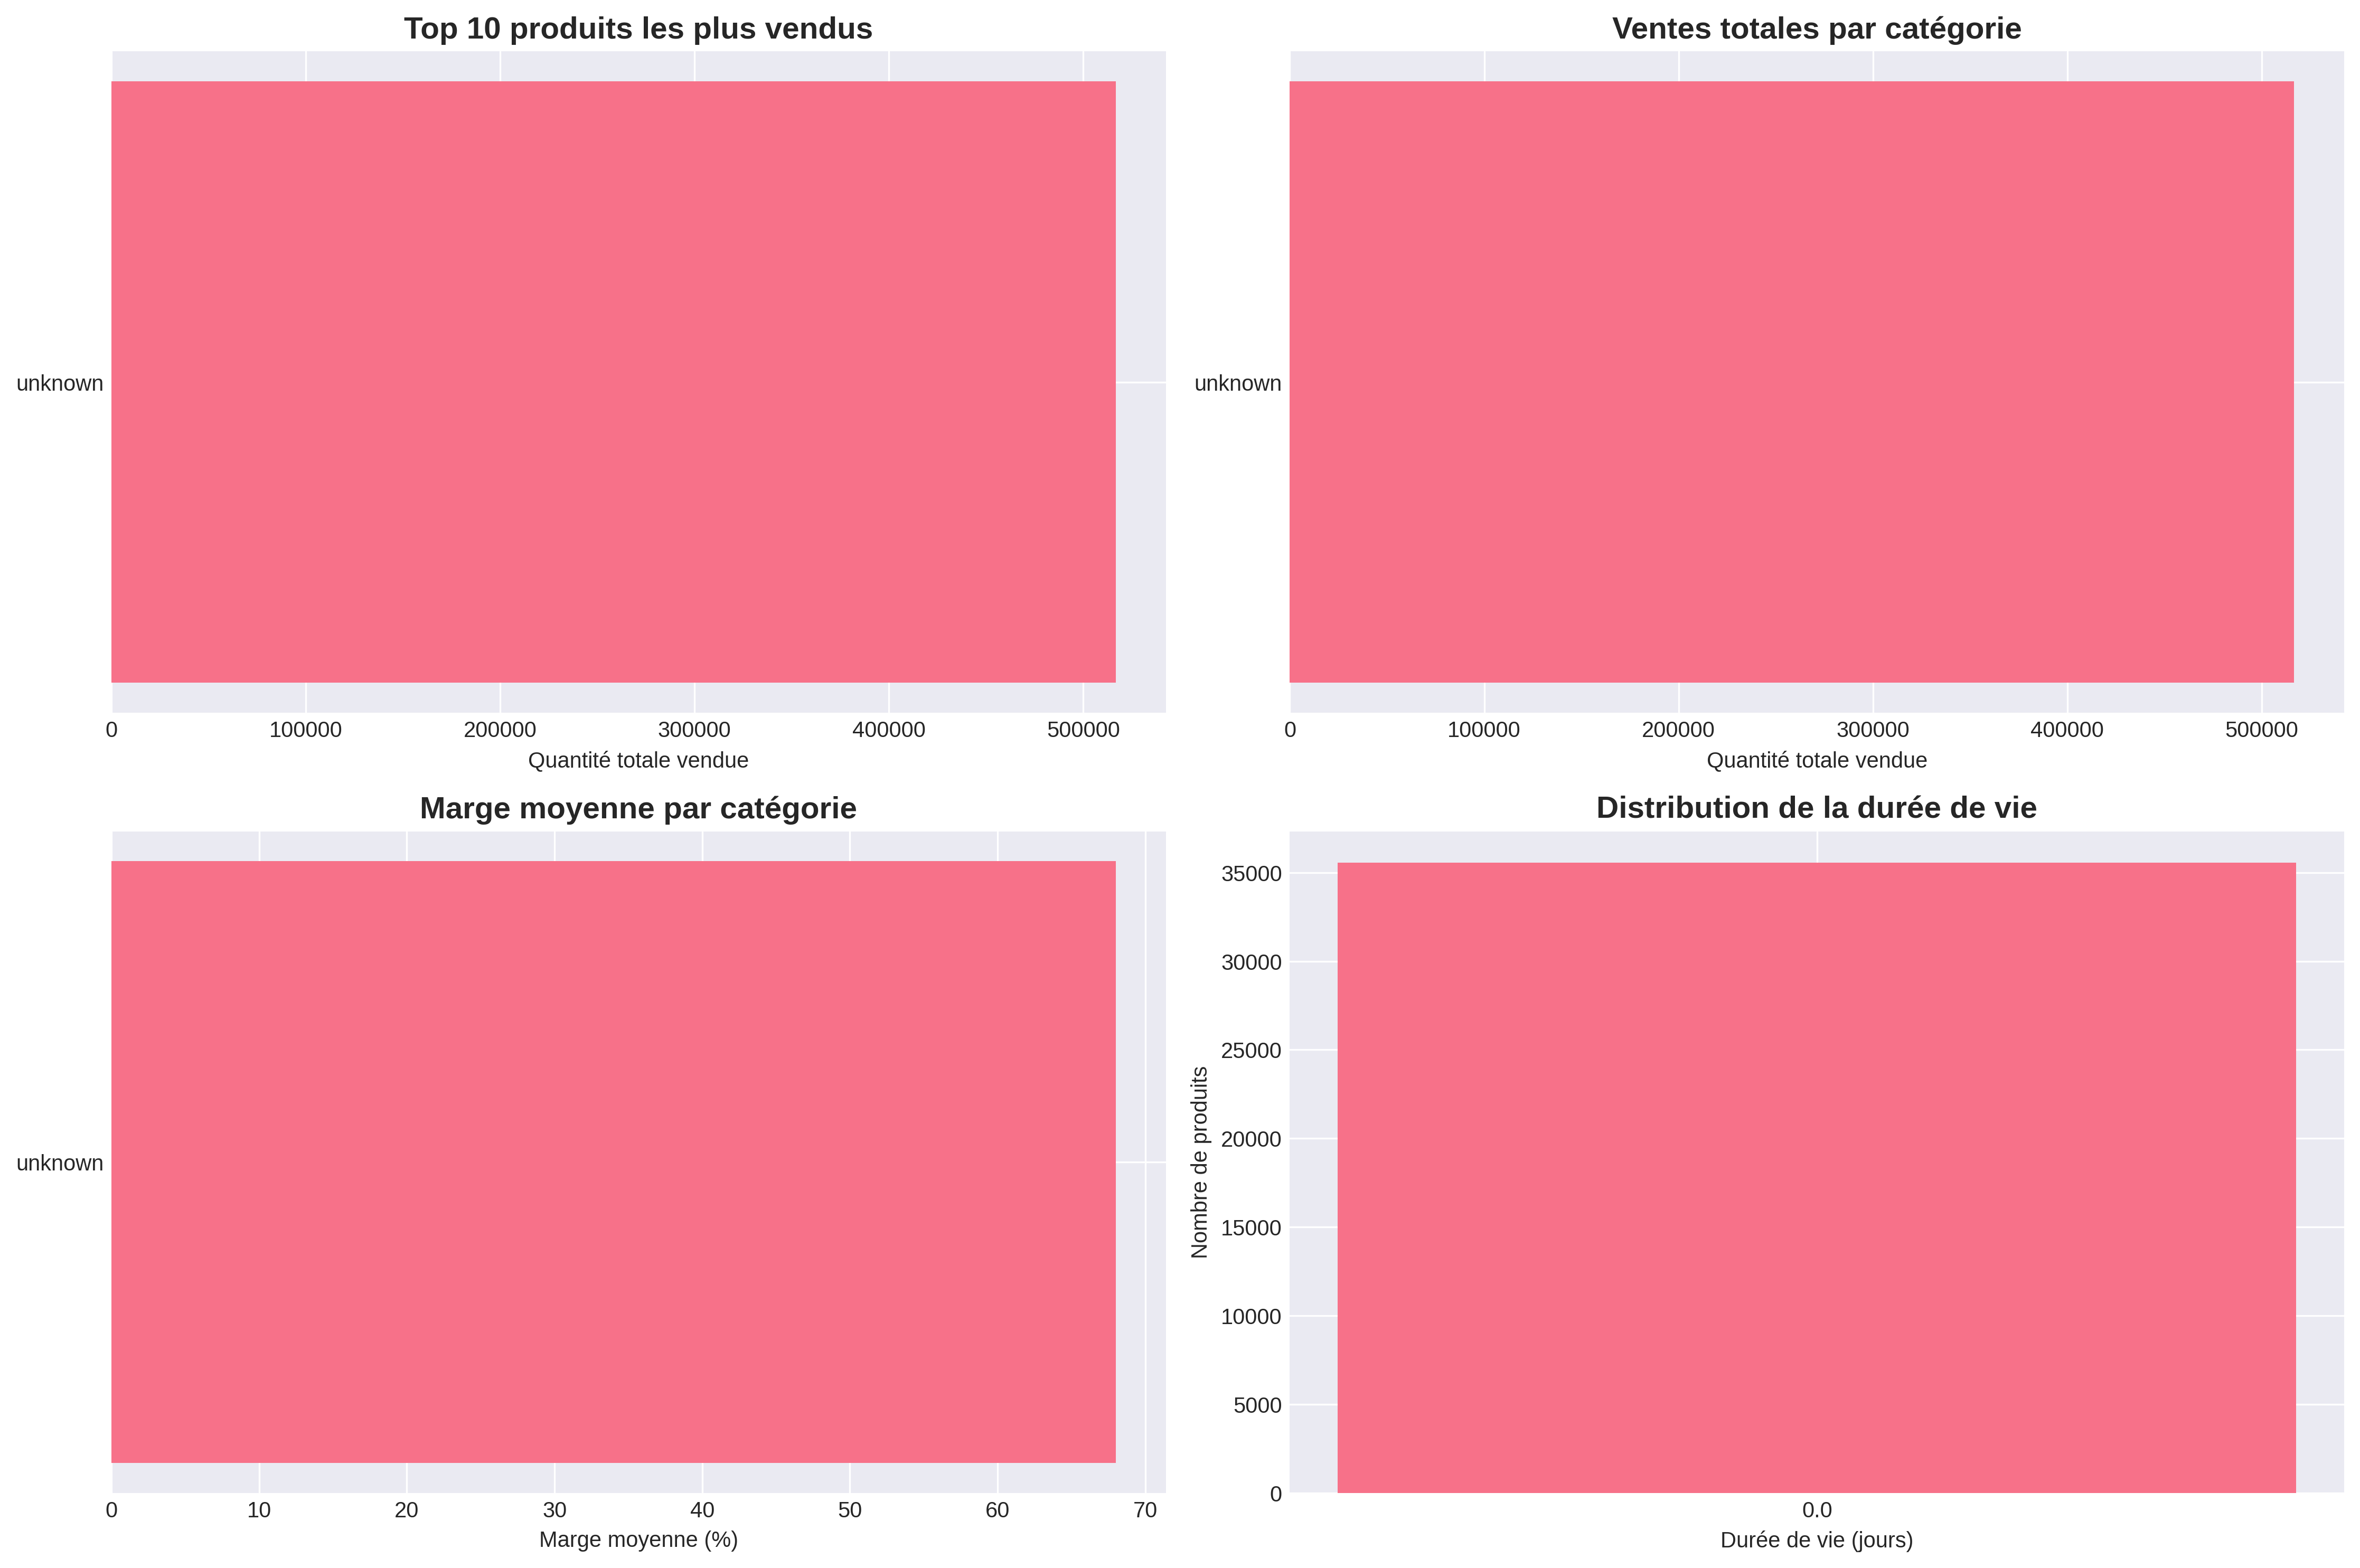 Top 10 produits les plus vendus
unknown
0 100000 200000 300000 400000 500000
Quantité totale vendue
Ventes totales par catégorie
unknown
0 100000 200000 300000 400000 500000
Quantité totale vendue
Marge moyenne par catégorie
unknown
0 10 20 30 40 50 60 70
Marge moyenne (%)
Distribution de la durée de vie
Nombre de produits
35000
30000
25000
20000
15000
10000
5000
0
0.0
Durée de vie (jours)